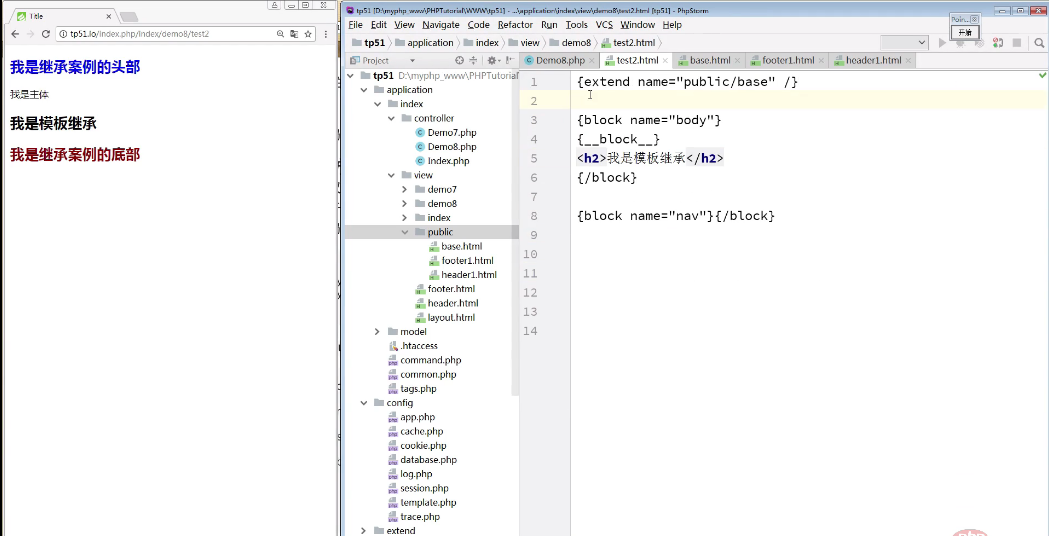 Title
tp51.io/index.php/index/demo8/test2
我是继承案例的头部
我是主体
我是模板继承
我是继承案例的底部
tp51 [D:\myphp_www\PHPTutorial\WWW\tp51] - ...\application\index\view\demo8\test2.html [tp51] - PhpStorm
File Edit View Navigate Code Refactor Run Tools VCS Window Help
Poin...
开始
tp51 application index view demo8 test2.html
Project
Demo8.php test2.html base.html footer1.html header1.html
tp51 D:\myphp_www\PHPTutorial
application
index
controller
Demo7.php
Demo8.php
Index.php
view
demo7
demo8
index
public
base.html
footer1.html
header1.html
footer.html
header.html
layout.html
model
.htaccess
command.php
common.php
tags.php
config
app.php
cache.php
cookie.php
database.php
log.php
session.php
template.php
trace.php
extend
1 {extend name="public/base" /}
2
3 {block name="body"}
4 {__block__}
5 <h2>我是模板继承</h2>
6 {/block}
7
8 {block name="nav"}{/block}
9
10
11
12
13
14
php